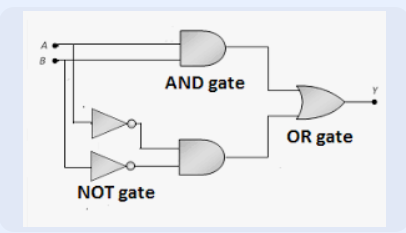 A
B
AND gate
Y
OR gate
NOT gate